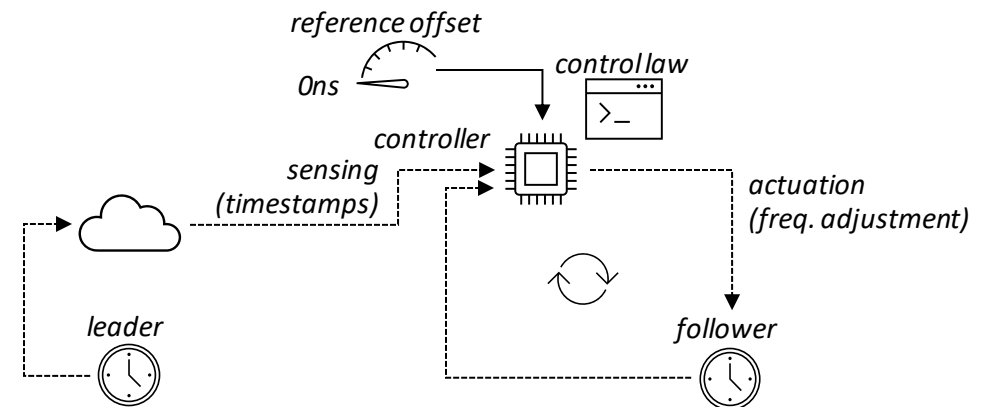 reference offset
0ns
control law
>_
controller
sensing
(timestamps)
actuation
(freq. adjustment)
leader
follower